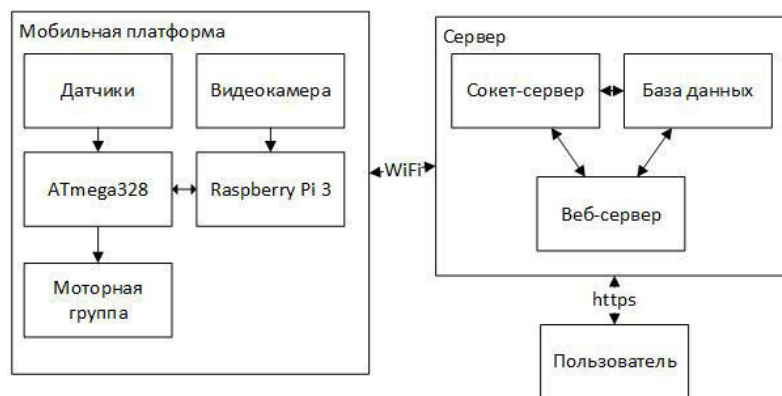 Мобильная платформа
Датчики
Видеокамера
ATmega328
Raspberry Pi 3
Моторная
группа
WiFi
Сервер
Сокет-сервер
База данных
Веб-сервер
https
Пользователь